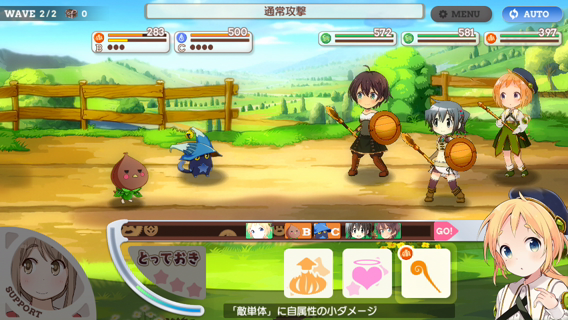 WAVE 2/2 0
通常攻撃
MENU
AUTO
283
B
500
C
572
581
397
B C
GO!
とっておき
SUPPORT
「敵単体」に自属性の小ダメージ